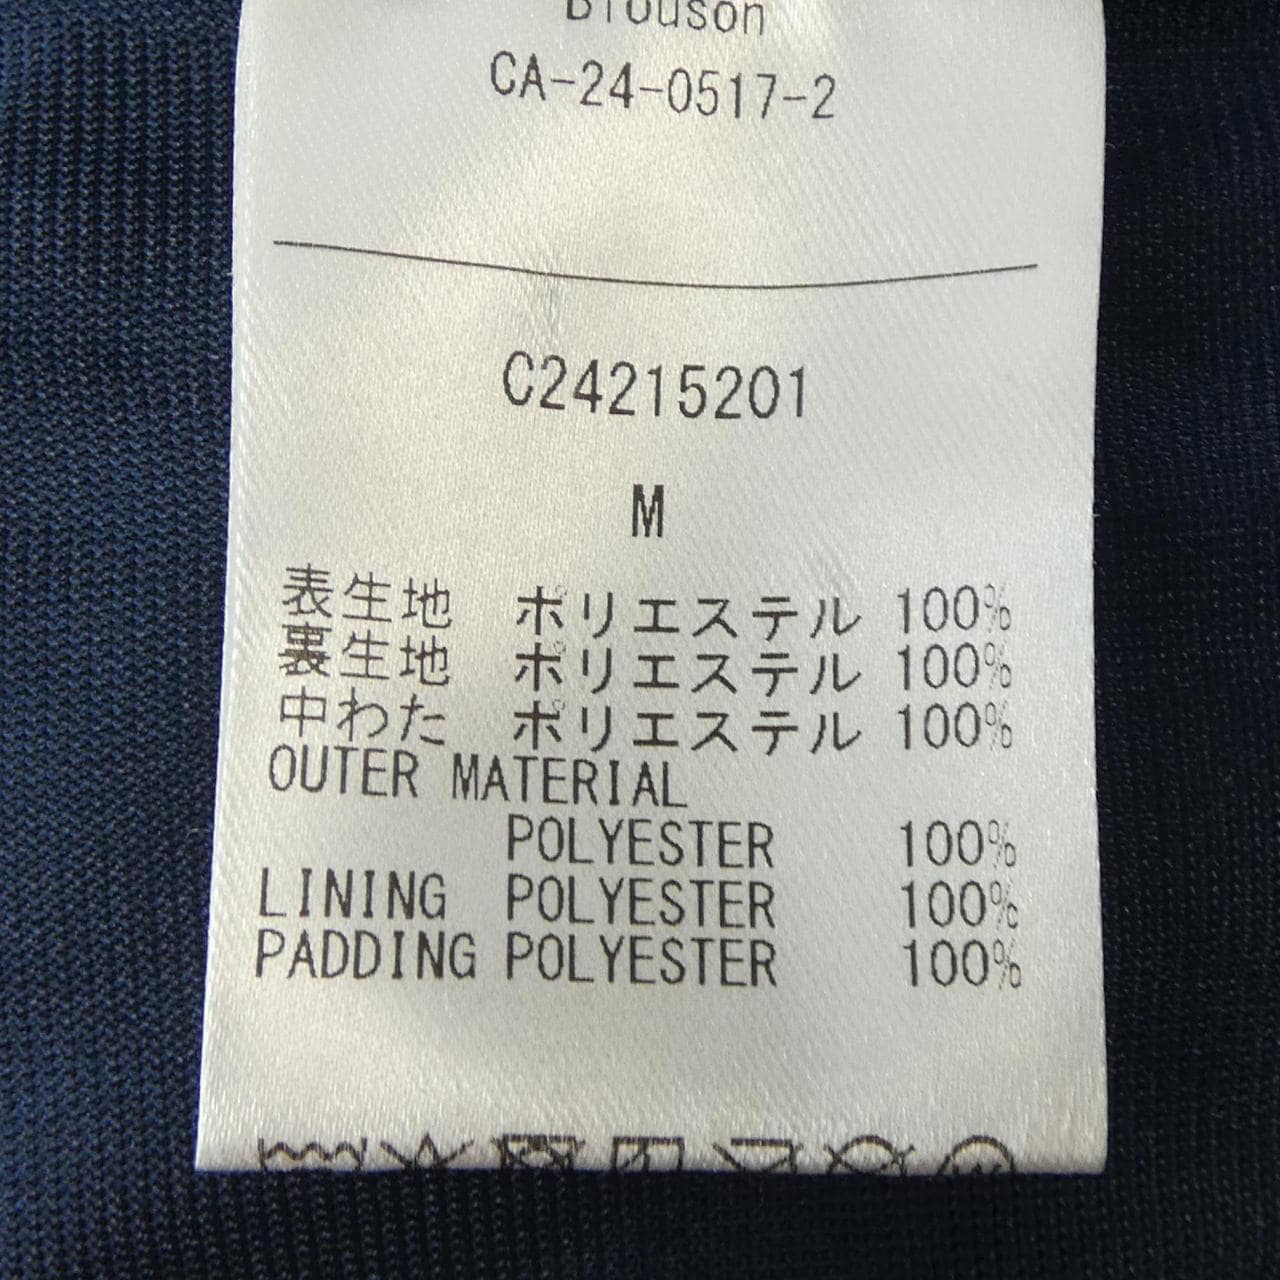 Blouson
CA-24-0517-2
C24215201
M
表生地 ポリエステル 100%
裏生地 ポリエステル 100%
中わた ポリエステル 100%
OUTER MATERIAL
POLYESTER 100%
LINING POLYESTER 100%
PADDING POLYESTER 100%